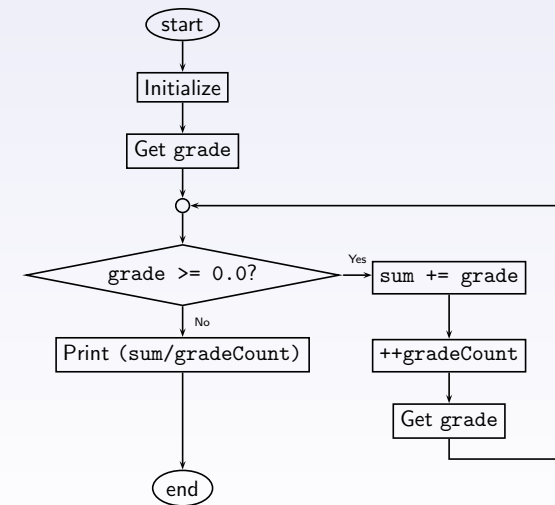 start
Initialize
Get grade
grade >= 0.0?
Yes
sum += grade
No
Print (sum/gradeCount)
++gradeCount
Get grade
end